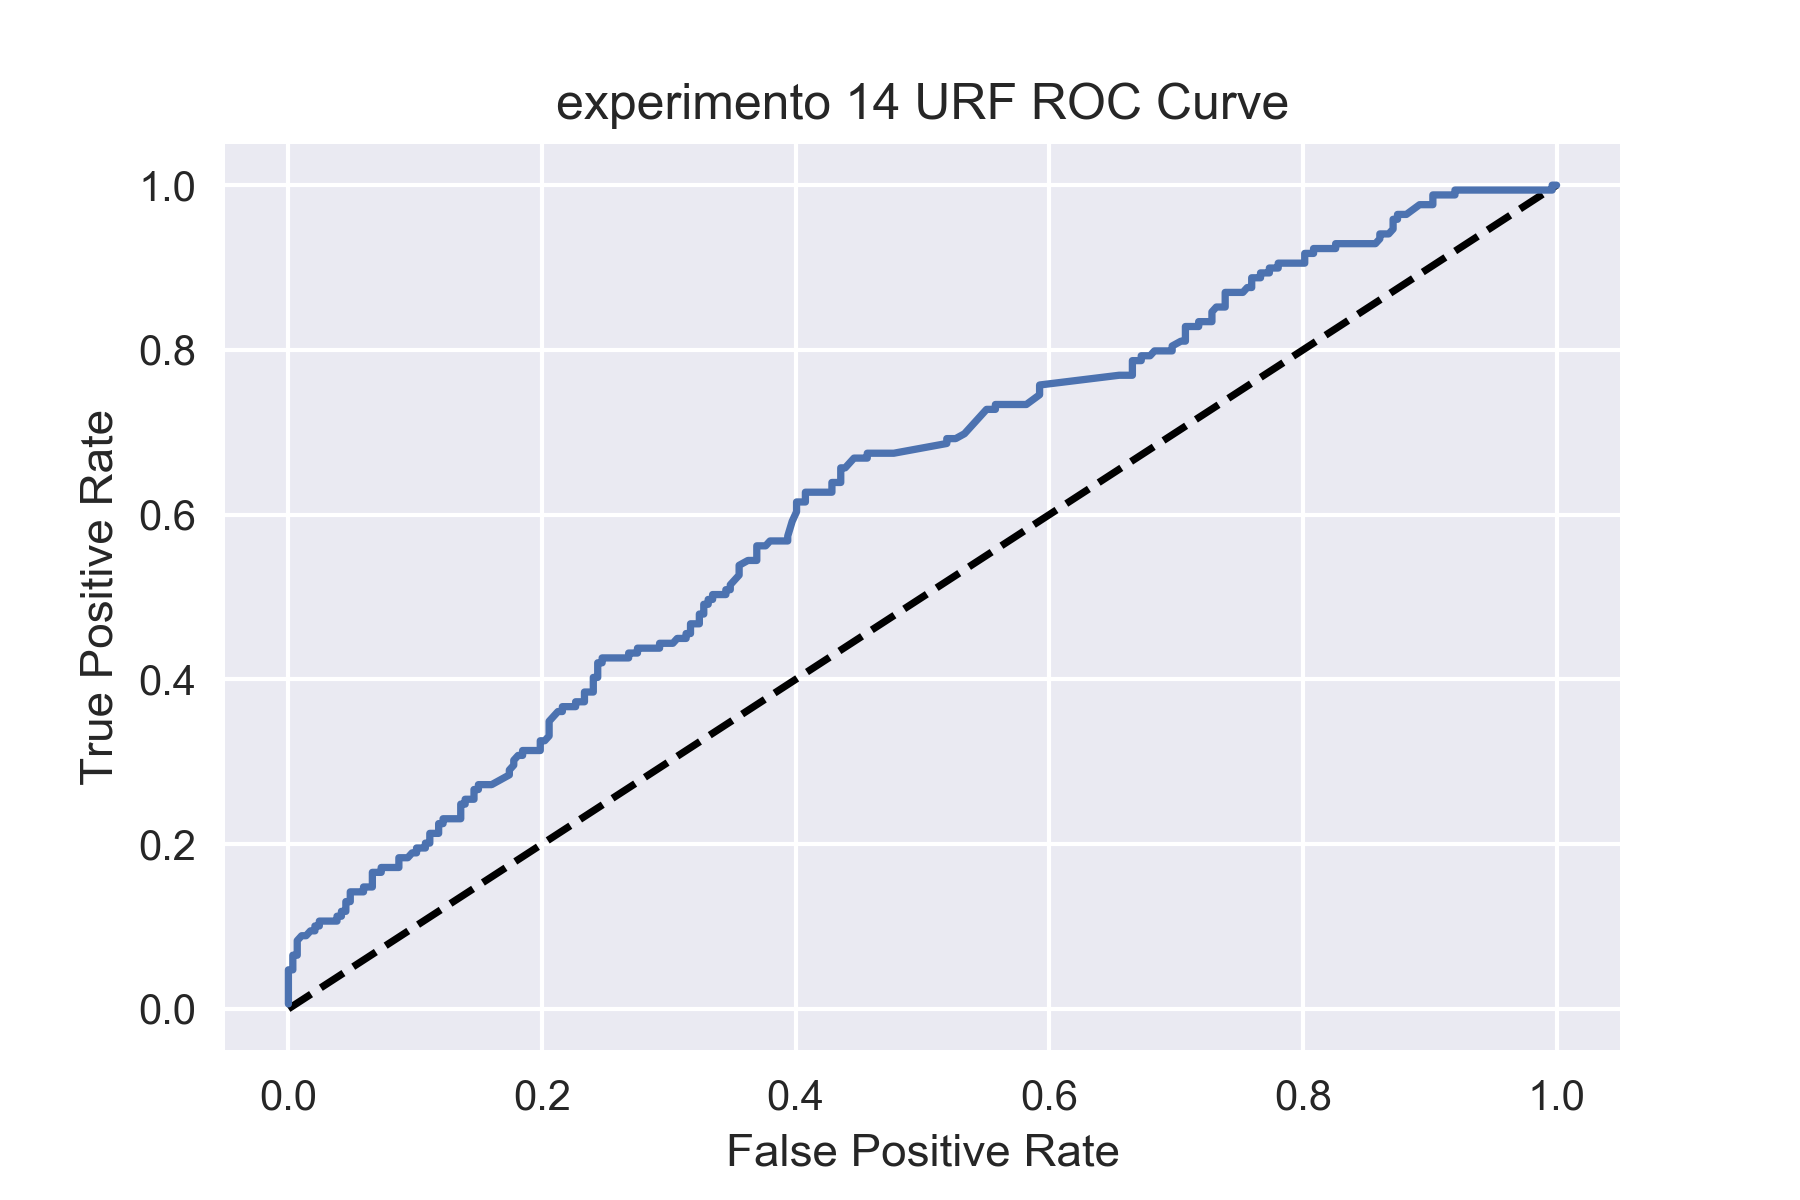 experimento 14 URF ROC Curve
1.0
0.8
0.6
0.4
0.2
0.0
True Positive Rate
0.0 0.2 0.4 0.6 0.8 1.0
False Positive Rate